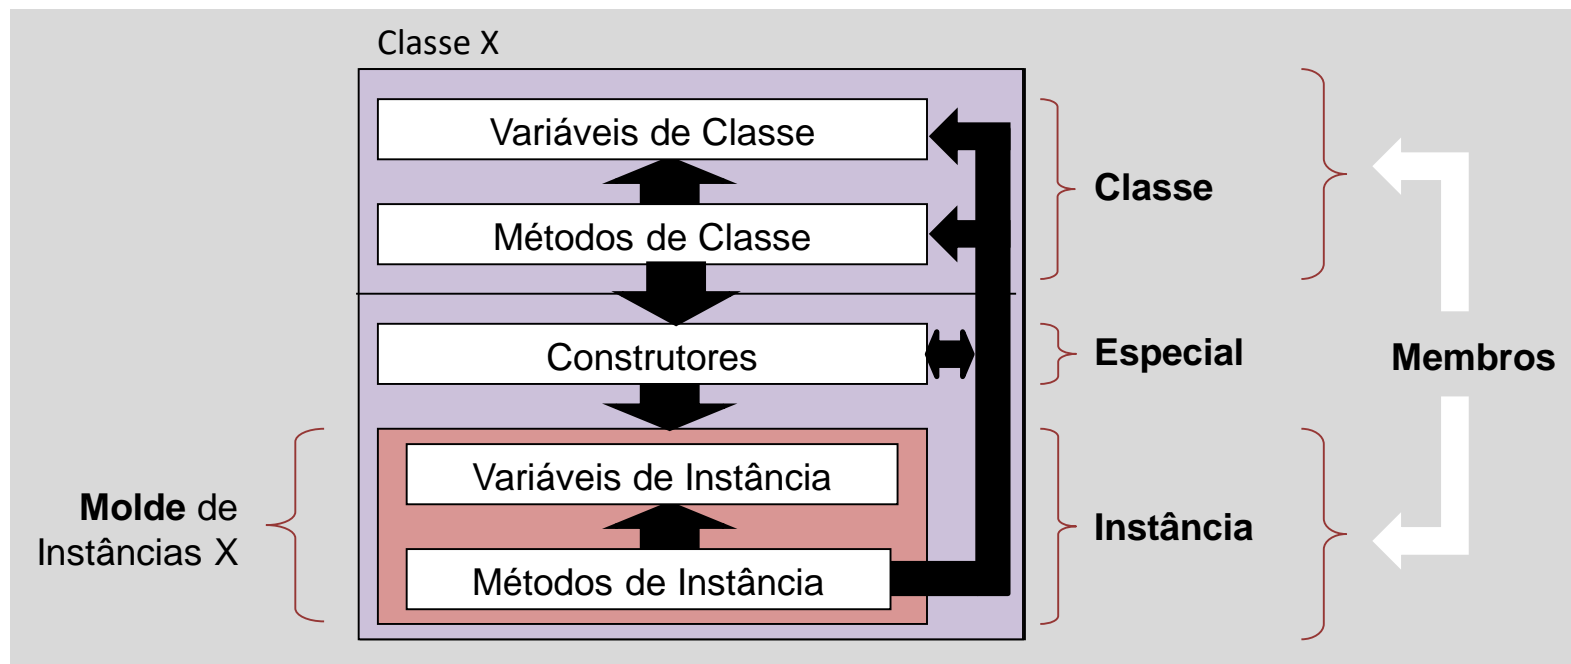 Classe X
Variáveis de Classe
Métodos de Classe
Classe
Construtores
Especial
Membros
Variáveis de Instância
Métodos de Instância
Instância
Molde de
Instâncias X